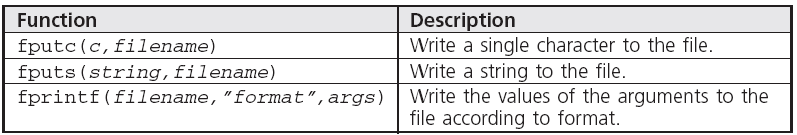 Function Description
fputc(c,filename) Write a single character to the file.
fputs(string,filename) Write a string to the file.
fprintf(filename,"format",args) Write the values of the arguments to the
file according to format.